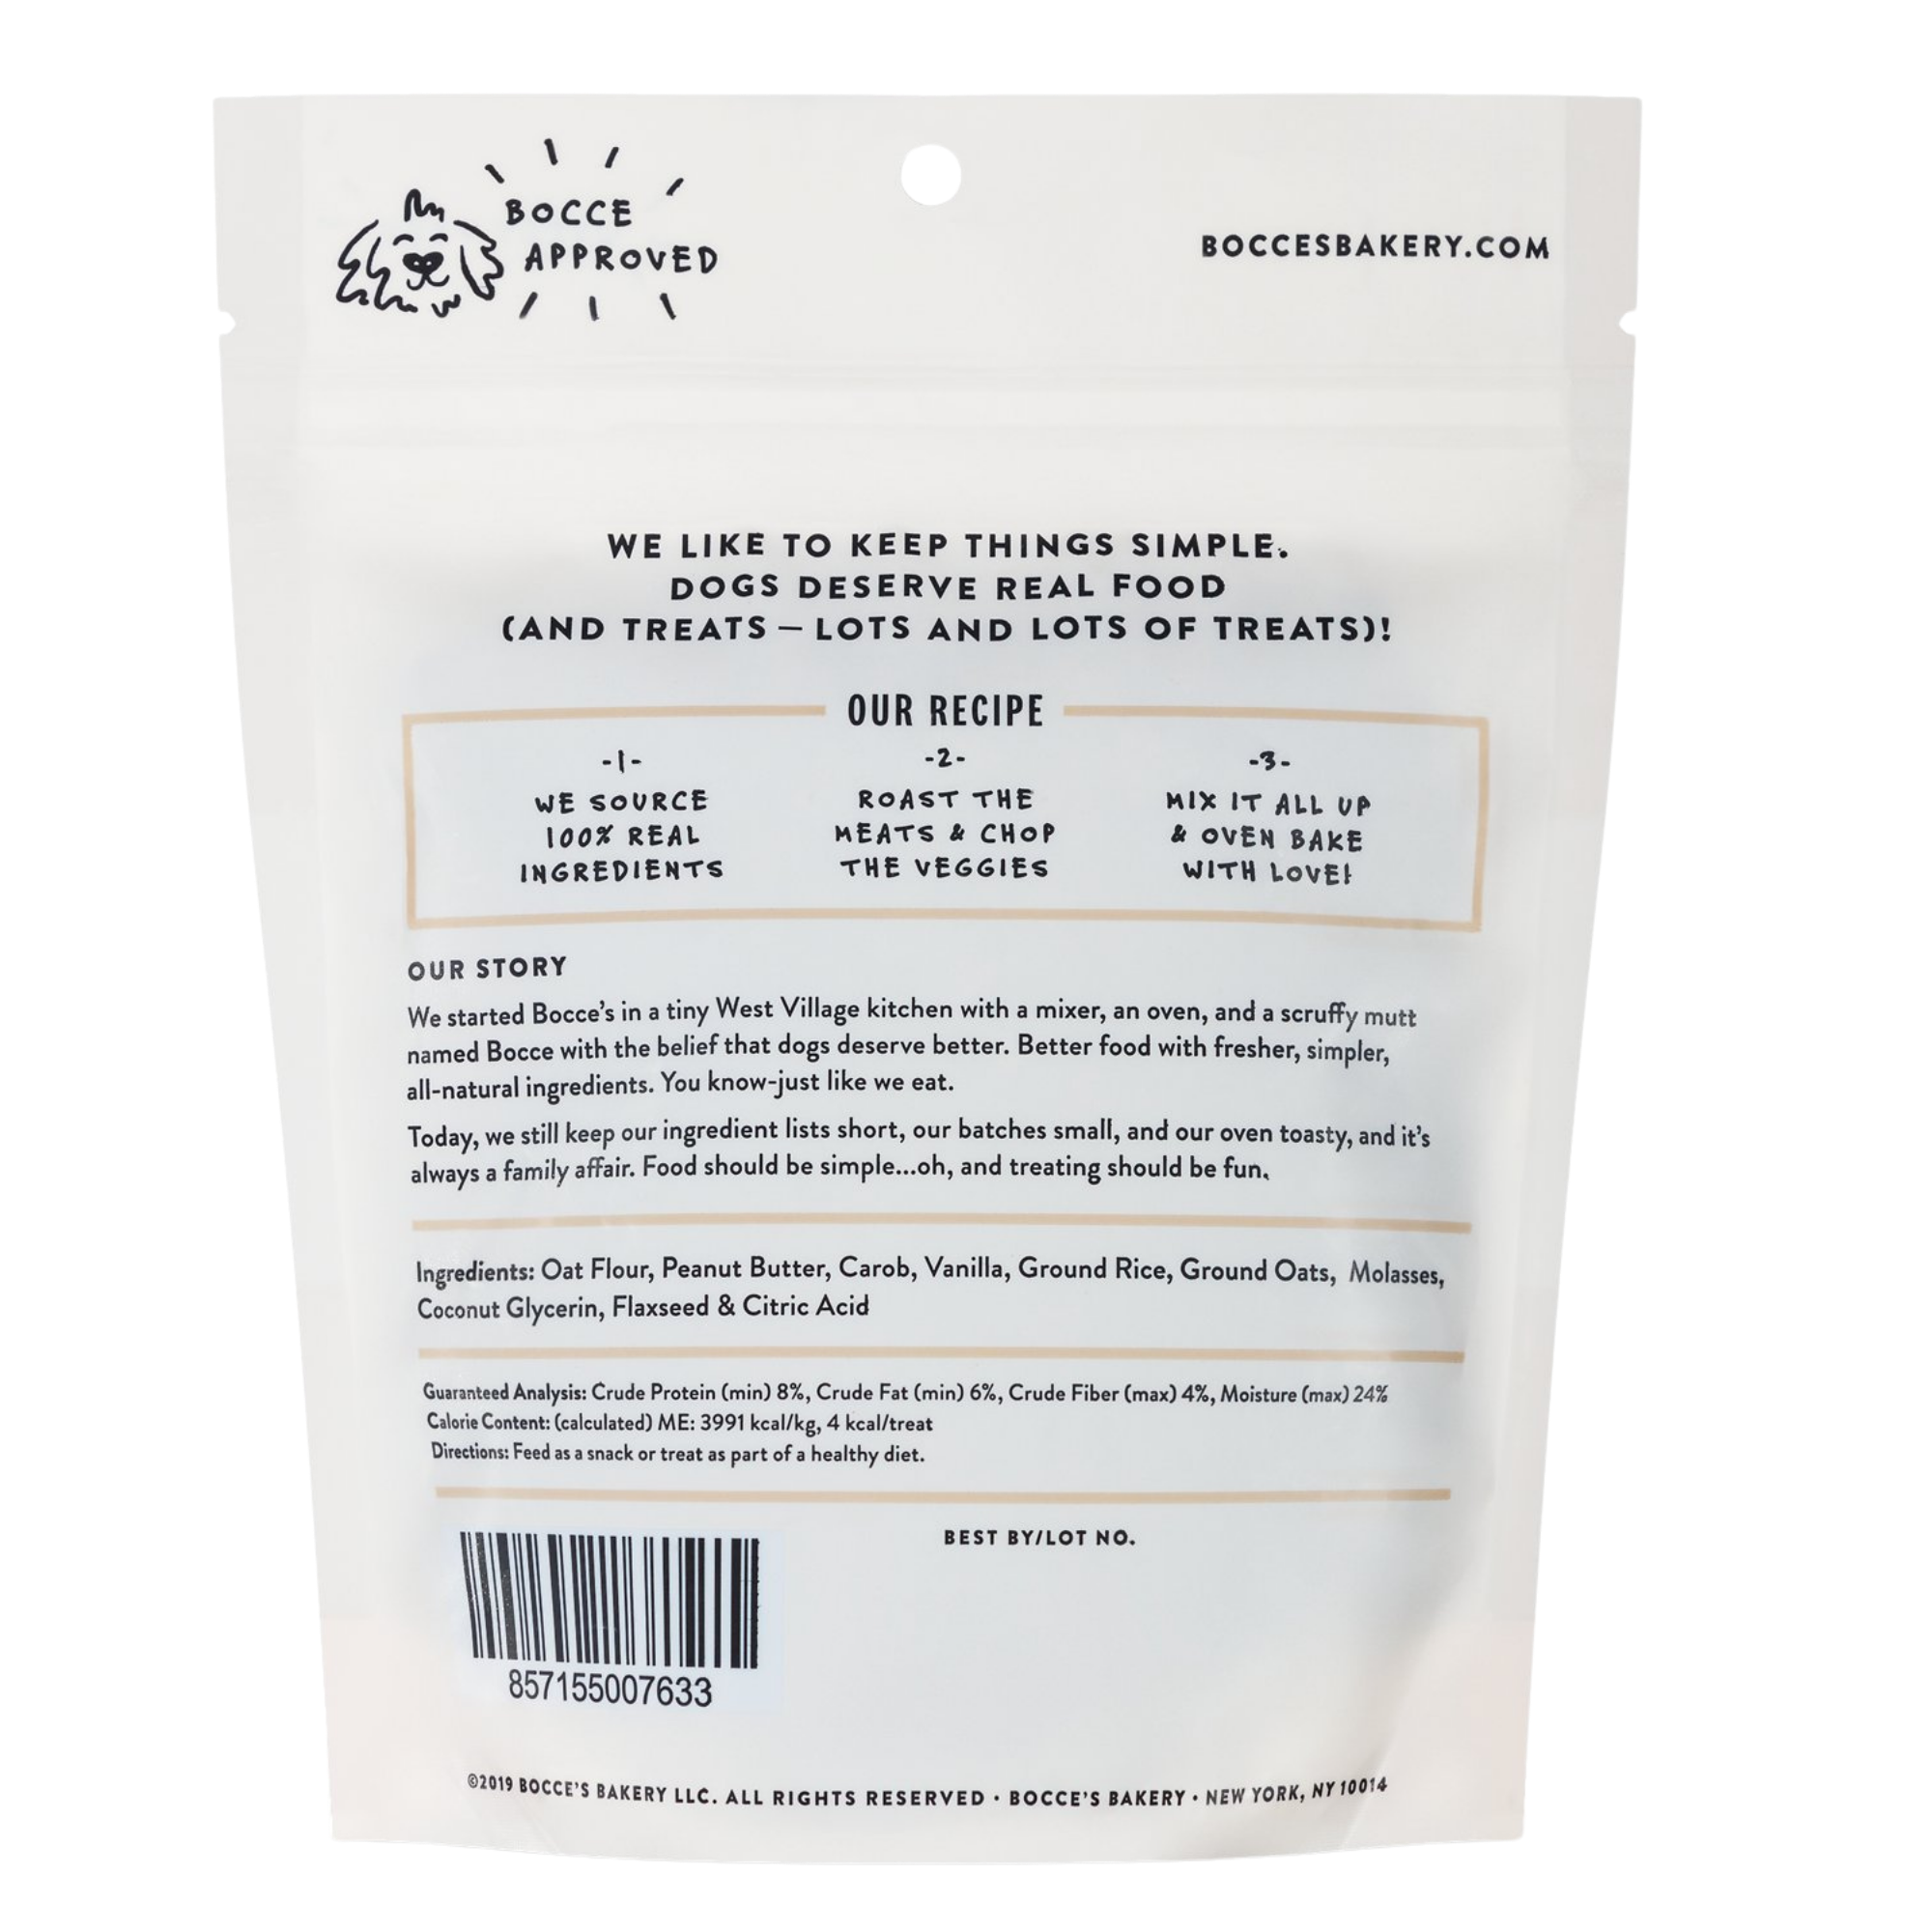 BOCCE
APPROVED
BOCCESBAKERY.COM
WE LIKE TO KEEP THINGS SIMPLE.
DOGS DESERVE REAL FOOD
(AND TREATS — LOTS AND LOTS OF TREATS)!
OUR RECIPE
-1-
WE SOURCE
100% REAL
INGREDIENTS
-2-
ROAST THE
MEATS & CHOP
THE VEGGIES
-3-
MIX IT ALL UP
& OVEN BAKE
WITH LOVE!
OUR STORY
We started Bocce's in a tiny West Village kitchen with a mixer, an oven, and a scruffy mutt
named Bocce with the belief that dogs deserve better. Better food with fresher, simpler,
all-natural ingredients. You know-just like we eat.
Today, we still keep our ingredient lists short, our batches small, and our oven toasty, and it's
always a family affair. Food should be simple...oh, and treating should be fun.
Ingredients: Oat Flour, Peanut Butter, Carob, Vanilla, Ground Rice, Ground Oats, Molasses,
Coconut Glycerin, Flaxseed & Citric Acid
Guaranteed Analysis: Crude Protein (min) 8%, Crude Fat (min) 6%, Crude Fiber (max) 4%, Moisture (max) 24%
Calorie Content: (calculated) ME: 3991 kcal/kg, 4 kcal/treat
Directions: Feed as a snack or treat as part of a healthy diet.
BEST BY/LOT NO.
857155007633
©2019 BOCCE'S BAKERY LLC. ALL RIGHTS RESERVED • BOCCE'S BAKERY • NEW YORK, NY 10014